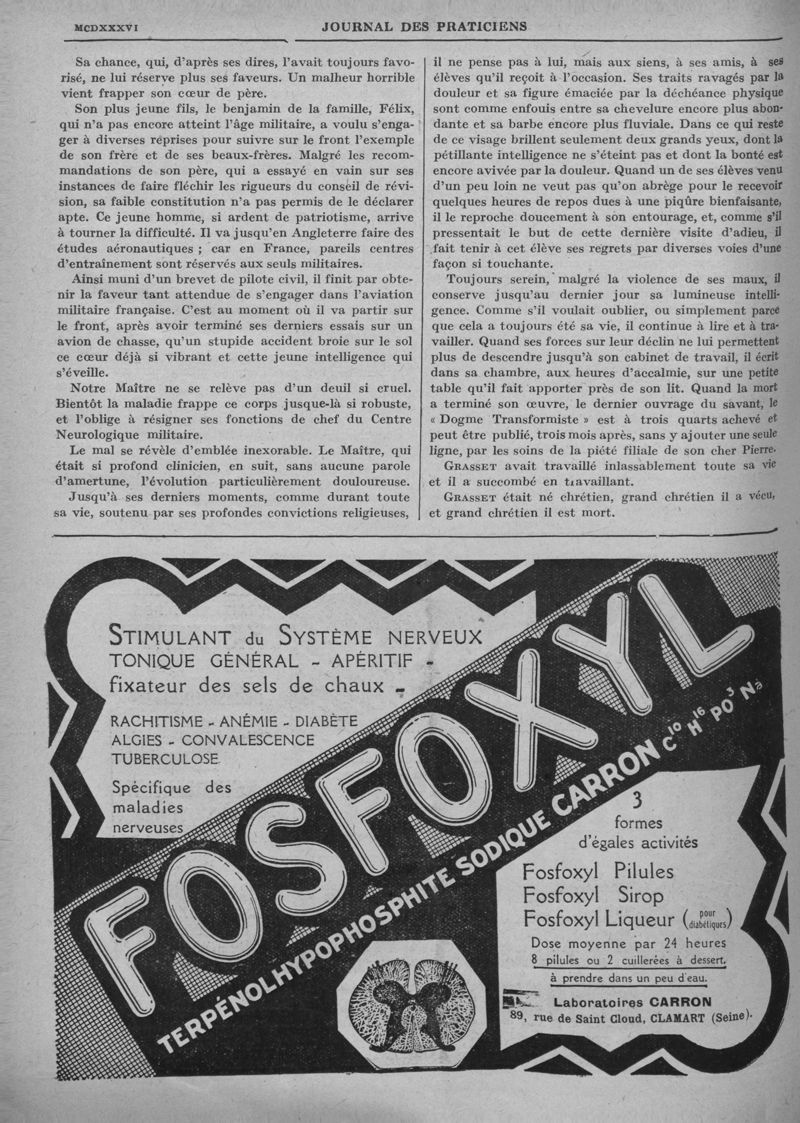 MCDXXXVI
JOURNAL DES PRATICIENS
Sa chance, qui, d'après ses dires, l'avait toujours favo-
risé, ne lui réserve plus ses faveurs. Un malheur horrible
vient frapper son cœur de père.
Son plus jeune fils, le benjamin de la famille, Félix,
qui n'a pas encore atteint l'âge militaire, a voulu s'enga-
ger à diverses réprises pour suivre sur le front l'exemple
de son frère et de ses beaux-frères. Malgré les recom-
mandations de son père, qui a essayé en vain sur ses
instances de faire fléchir les rigueurs du conseil de révi-
sion, sa faible constitution n'a pas permis de le déclarer
apte. Ce jeune homme, si ardent de patriotisme, arrive
à tourner la difficulté. Il va jusqu'en Angleterre faire des
études aéronautiques ; car en France, pareils centres
d'entraînement sont réservés aux seuls militaires.
Ainsi muni d'un brevet de pilote civil, il finit par obte-
nir la faveur tant attendue de s'engager dans l'aviation
militaire française. C'est au moment où il va partir sur
le front, après avoir terminé ses derniers essais sur un
avion de chasse, qu'un stupide accident broie sur le sol
ce cœur déjà si vibrant et cette jeune intelligence qui
s'éveille.
Notre Maître ne se relève pas d'un deuil si cruel.
Bientôt la maladie frappe ce corps jusque-là si robuste,
et l'oblige à résigner ses fonctions de chef du Centre
Neurologique militaire.
Le mal se révèle d'emblée inexorable. Le Maître, qui
était si profond clinicien, en suit, sans aucune parole
d'amertune, l'évolution particulièrement douloureuse.
Jusqu'à ses derniers moments, comme durant toute
sa vie, soutenu par ses profondes convictions religieuses,
il ne pense pas à lui, mais aux siens, à ses amis, à ses
élèves qu'il reçoit à l'occasion. Ses traits ravagés par la
douleur et sa figure émaciée par la déchéance physique
sont comme enfouis entre sa chevelure encore plus abon-
dante et sa barbe encore plus fluviale. Dans ce qui reste
de ce visage brillent seulement deux grands yeux, dont la
pétillante intelligence ne s'éteint pas et dont la bonté est
encore avivée par la douleur. Quand un de ses élèves venu
d'un peu loin ne veut pas qu'on abrège pour le recevoir
quelques heures de repos dues à une piqûre bienfaisante,
il le reproche doucement à son entourage, et, comme s'il
pressentait le but de cette dernière visite d'adieu, il
fait tenir à cet élève ses regrets par diverses voies d'une
façon si touchante.
Toujours serein, malgré la violence de ses maux, il
conserve jusqu'au dernier jour sa lumineuse intelli-
gence. Comme s'il voulait oublier, ou simplement parce
que cela a toujours été sa vie, il continue à lire et à tra-
vailler. Quand ses forces sur leur déclin ne lui permettent
plus de descendre jusqu'à son cabinet de travail, il écrit
dans sa chambre, aux heures d'accalmie, sur une petite
table qu'il fait apporter près de son lit. Quand la mort
a terminé son œuvre, le dernier ouvrage du savant, le
« Dogme Transformiste » est à trois quarts achevé et
peut être publié, trois mois après, sans y ajouter une seule
ligne, par les soins de la piété filiale de son cher Pierre.
GRASSET avait travaillé inlassablement toute sa vie
et il a succombé en travaillant.
GRASSET était né chrétien, grand chrétien il a vécu,
et grand chrétien il est mort.
STIMULANT du SYSTÈME NERVEUX
TONIQUE GÉNÉRAL - APÉRITIF -
fixateur des sels de chaux -
RACHITISME - ANÉMIE - DIABÈTE
ALGIES - CONVALESCENCE
TUBERCULOSE
Spécifique des
maladies
nerveuses
FOSFOXYL
TERPÉNOLHYPOPHOSPHITE SODIQUE CARRON C¹⁰ H¹⁶ PO³ Na
3
formes
d'égales activités
Fosfoxyl Pilules
Fosfoxyl Sirop
Fosfoxyl Liqueur (pour diabétiques)
Dose moyenne par 24 heures
8 pilules ou 2 cuillerées à dessert.
à prendre dans un peu d'eau.
Laboratoires CARRON
89, rue de Saint Cloud, CLAMART (Seine).